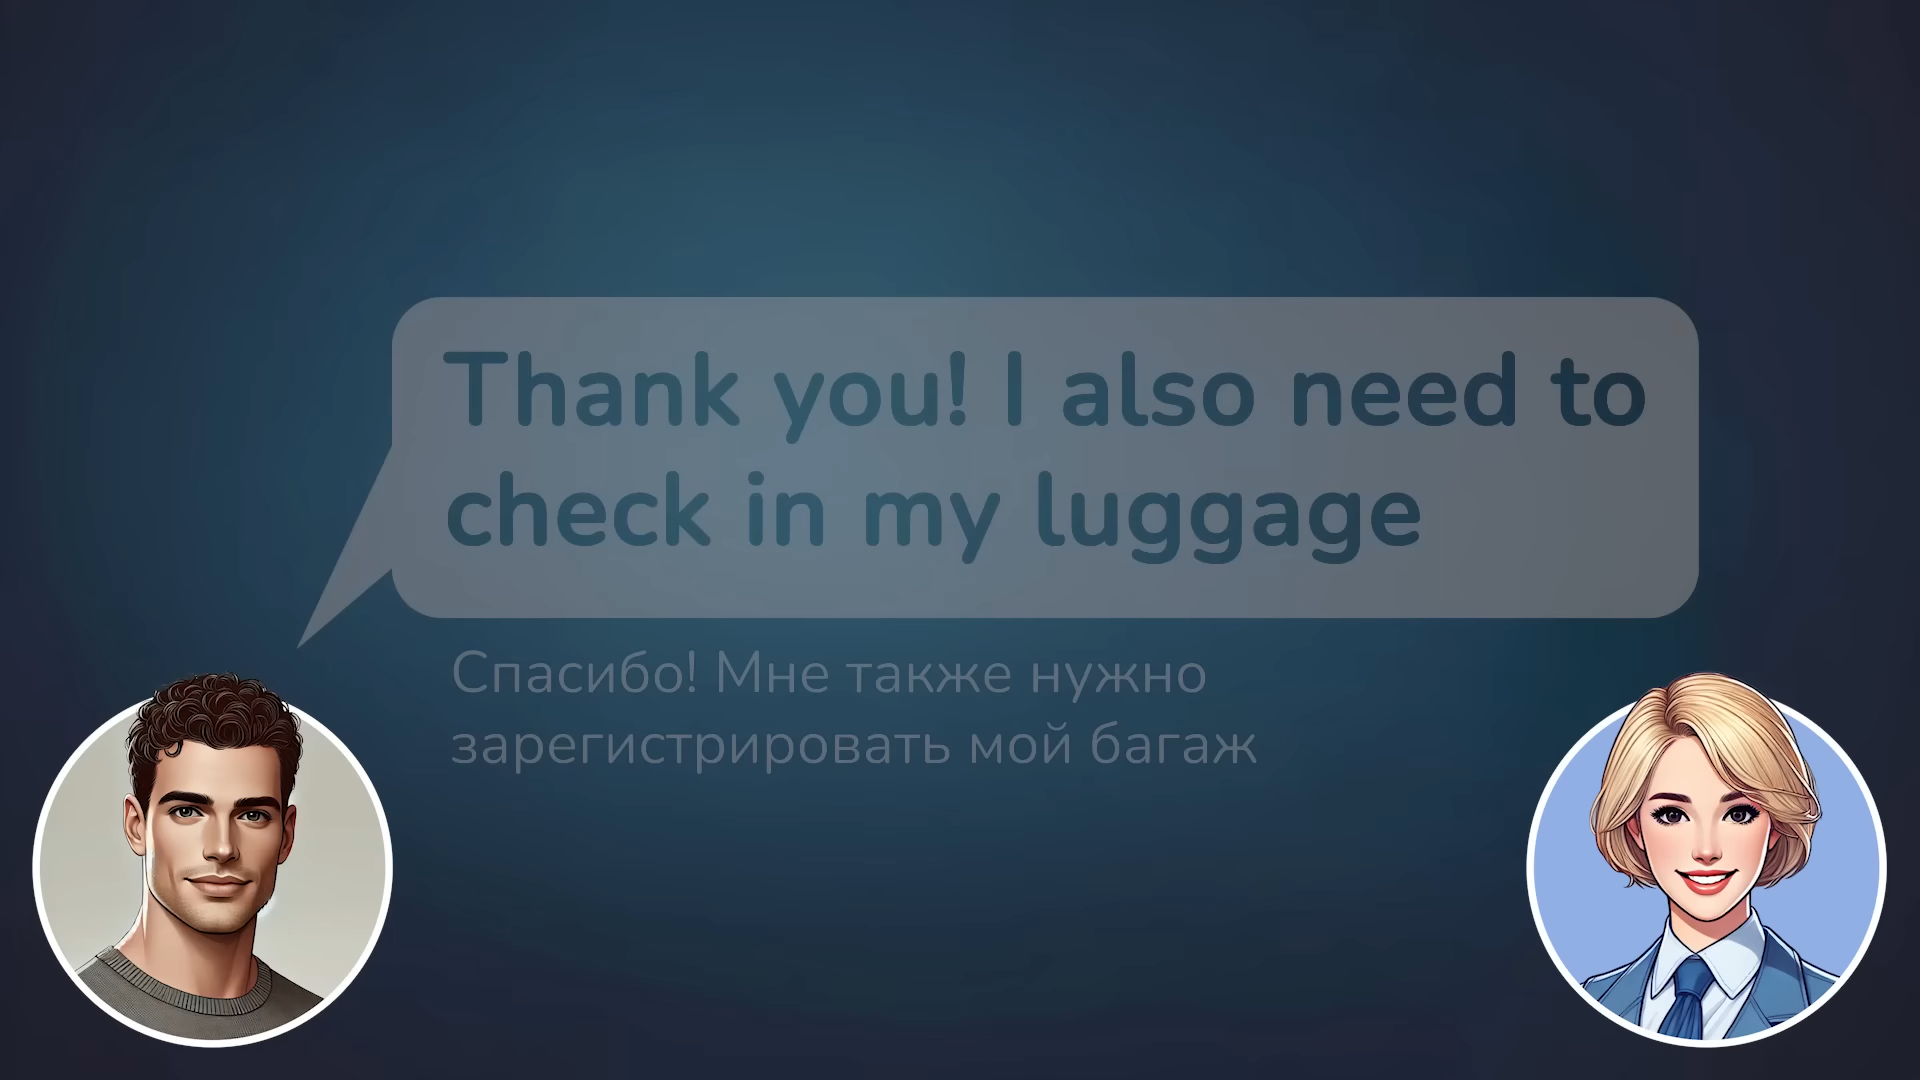 Thank you! I also need to
check in my luggage
Спасибо! Мне также нужно
зарегистрировать мой багаж